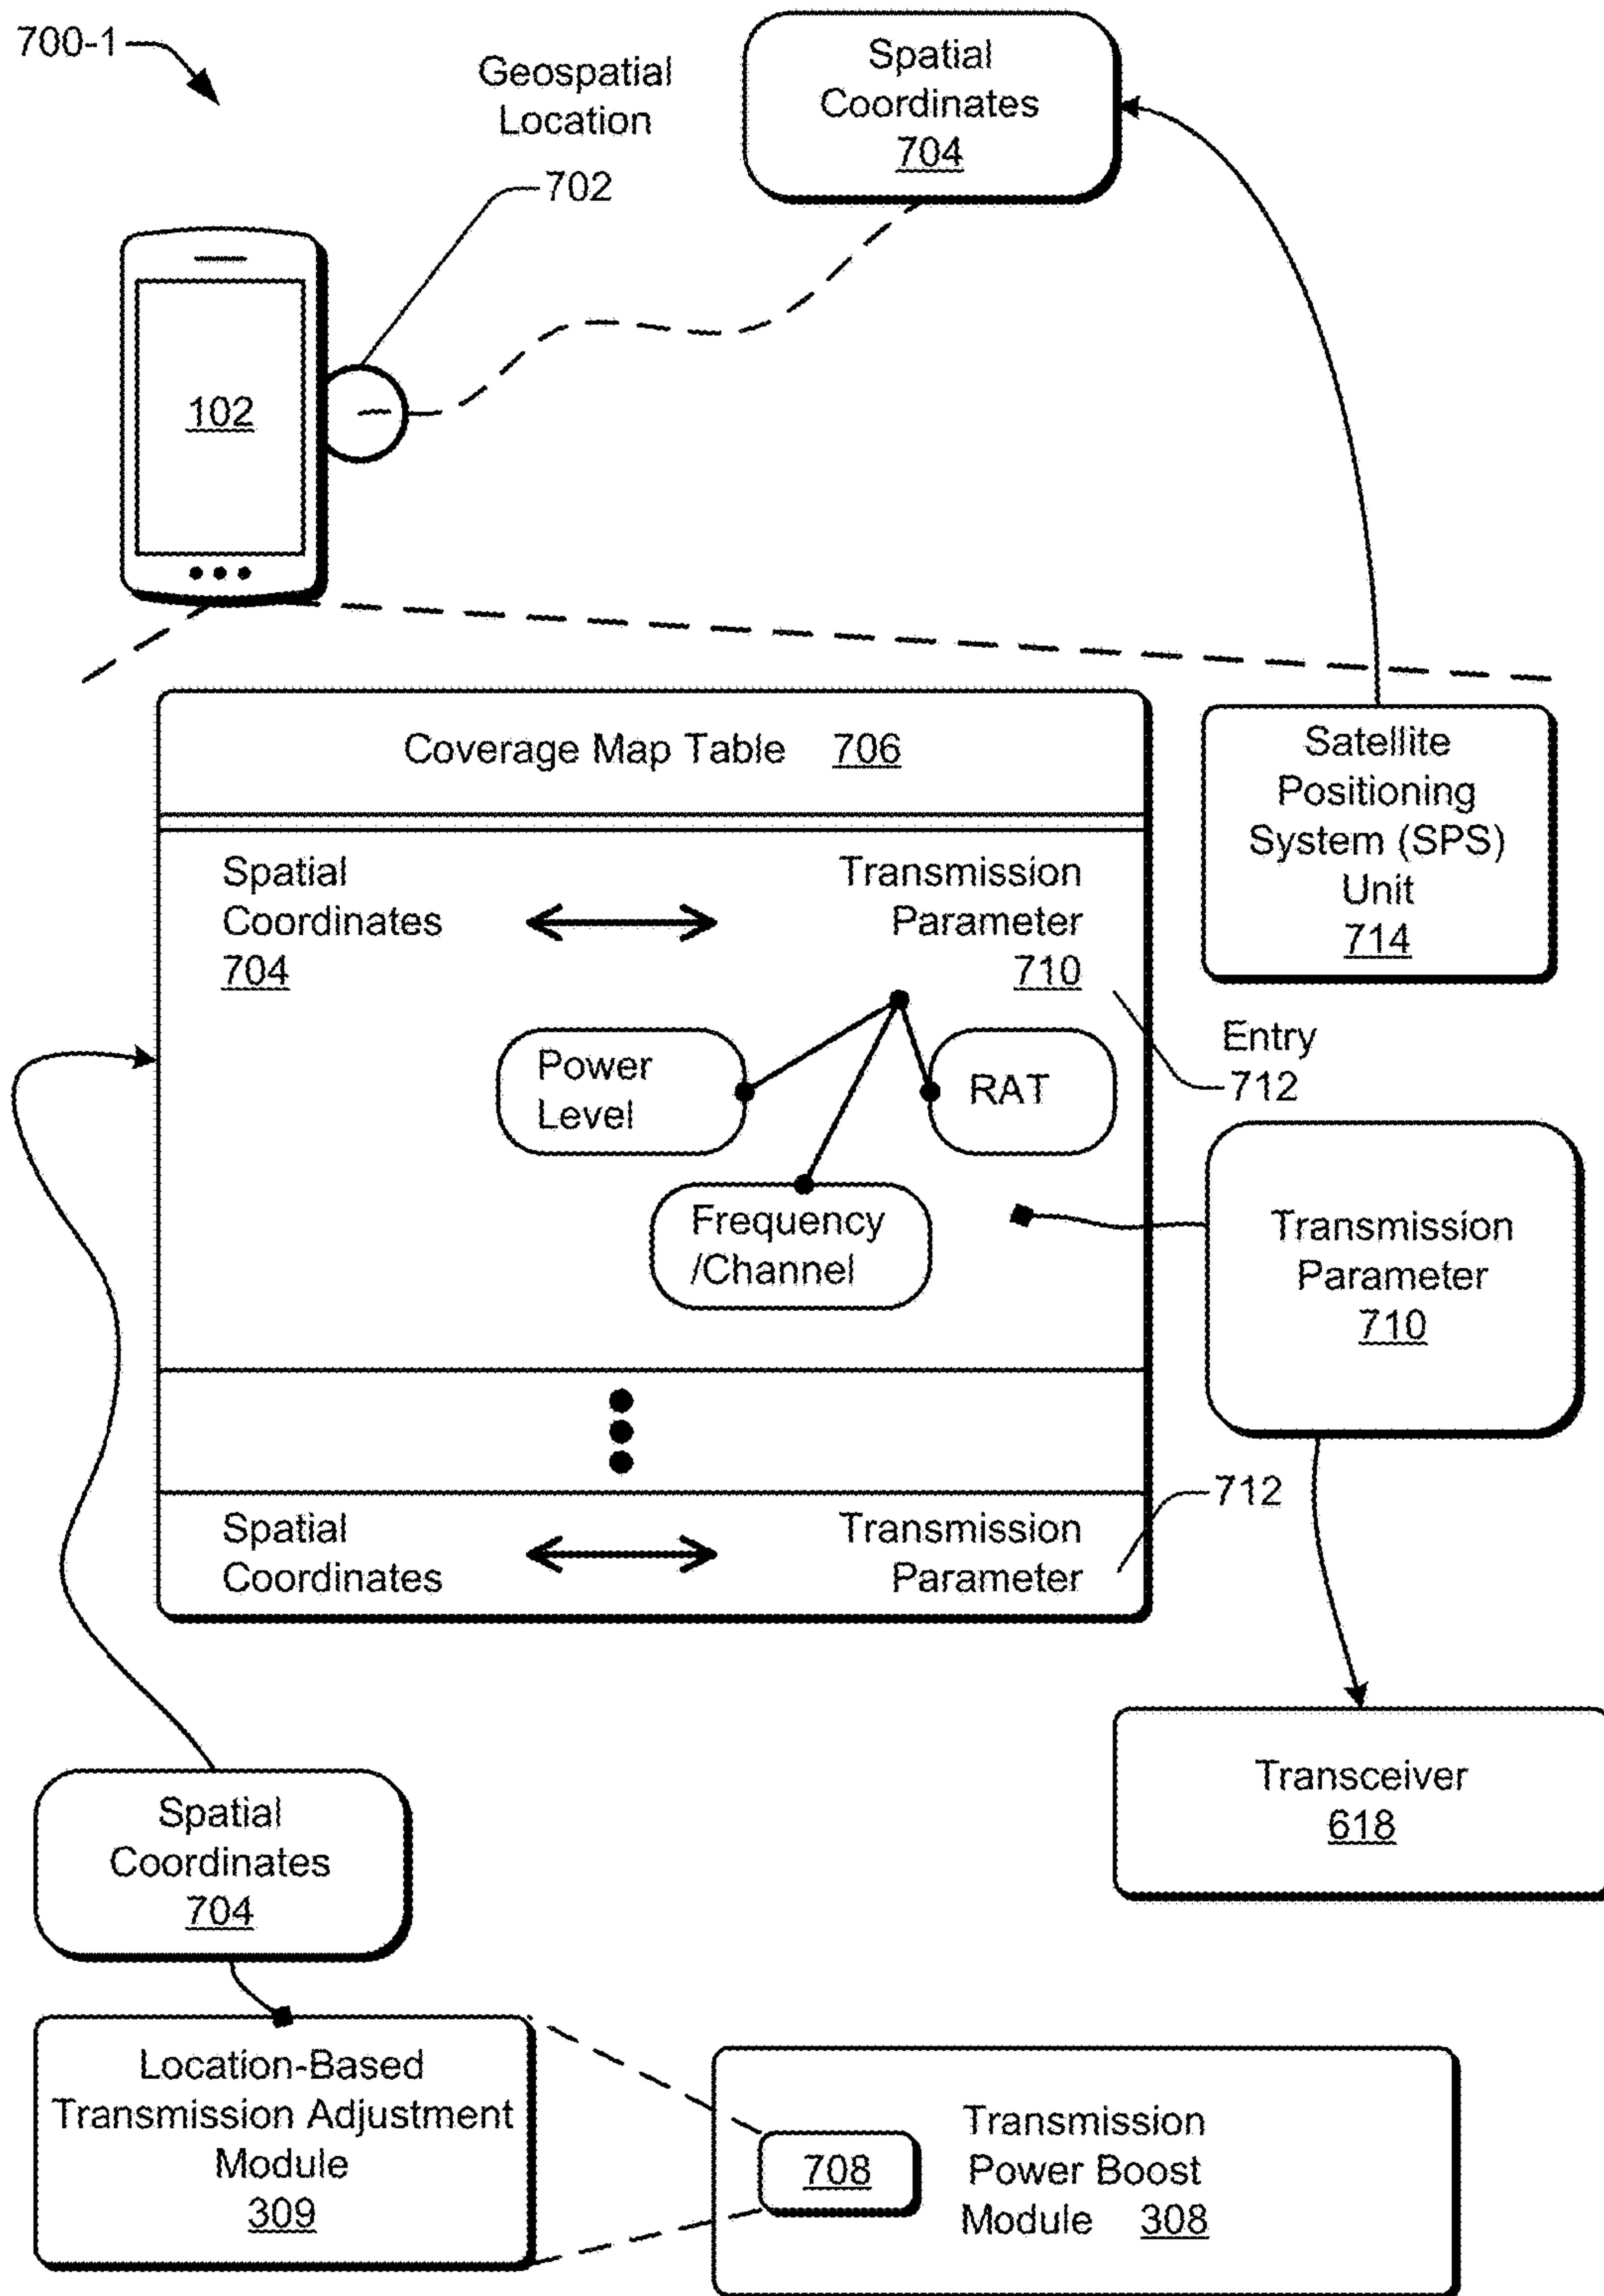 700-1
Geospatial
Location
702
Spatial
Coordinates
704
102
Coverage Map Table 706
Satellite
Positioning
System (SPS)
Unit
714
Spatial
Coordinates
704
Transmission
Parameter
710
Entry
712
Power
Level
RAT
Frequency
/Channel
Transmission
Parameter
710
712
Spatial
Coordinates
Transmission
Parameter
Transceiver
618
Spatial
Coordinates
704
Location-Based
Transmission Adjustment
Module
309
708
Transmission
Power Boost
Module 308